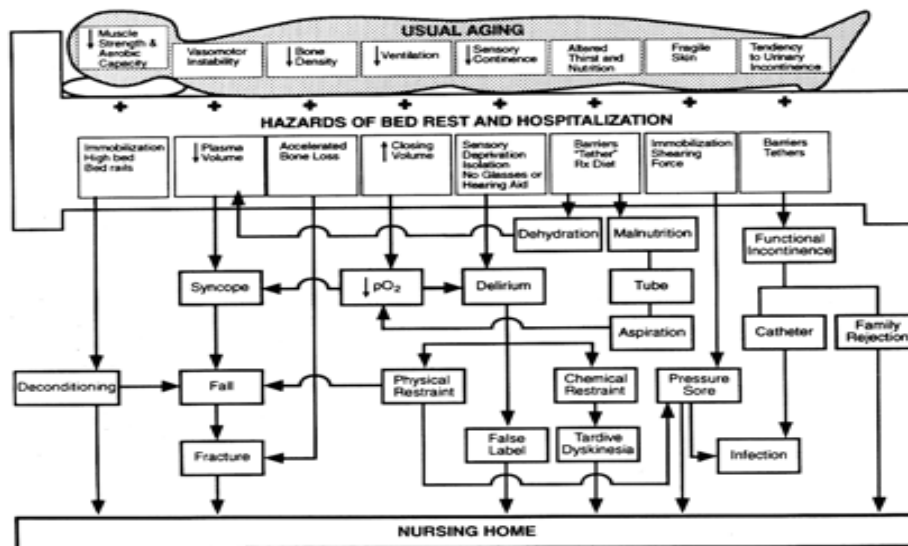 USUAL AGING
↓ Muscle
Strength &
Aerobic
Capacity
Vasomotor
Instability
↓ Bone
Density
↓ Ventilation
↓ Sensory
Continence
Altered
Thirst and
Nutrition
Fragile
Skin
Tendency
to Urinary
Incontinence
+ + + + + + + +
HAZARDS OF BED REST AND HOSPITALIZATION
Immobilization
High bed
Bed rails
↓ Plasma
Volume
Accelerated
Bone Loss
↑ Closing
Volume
Sensory
Deprivation
Isolation
No Glasses or
Hearing Aid
Barriers
"Tether"
Rx Diet
Immobilization
Shearing
Force
Barriers
Tethers
Dehydration
Malnutrition
Functional
Incontinence
Syncope
↓ pO₂
Delirium
Tube
Aspiration
Catheter
Family
Rejection
Deconditioning
Fall
Physical
Restraint
Chemical
Restraint
Pressure
Sore
Fracture
False
Label
Tardive
Dyskinesia
Infection
NURSING HOME